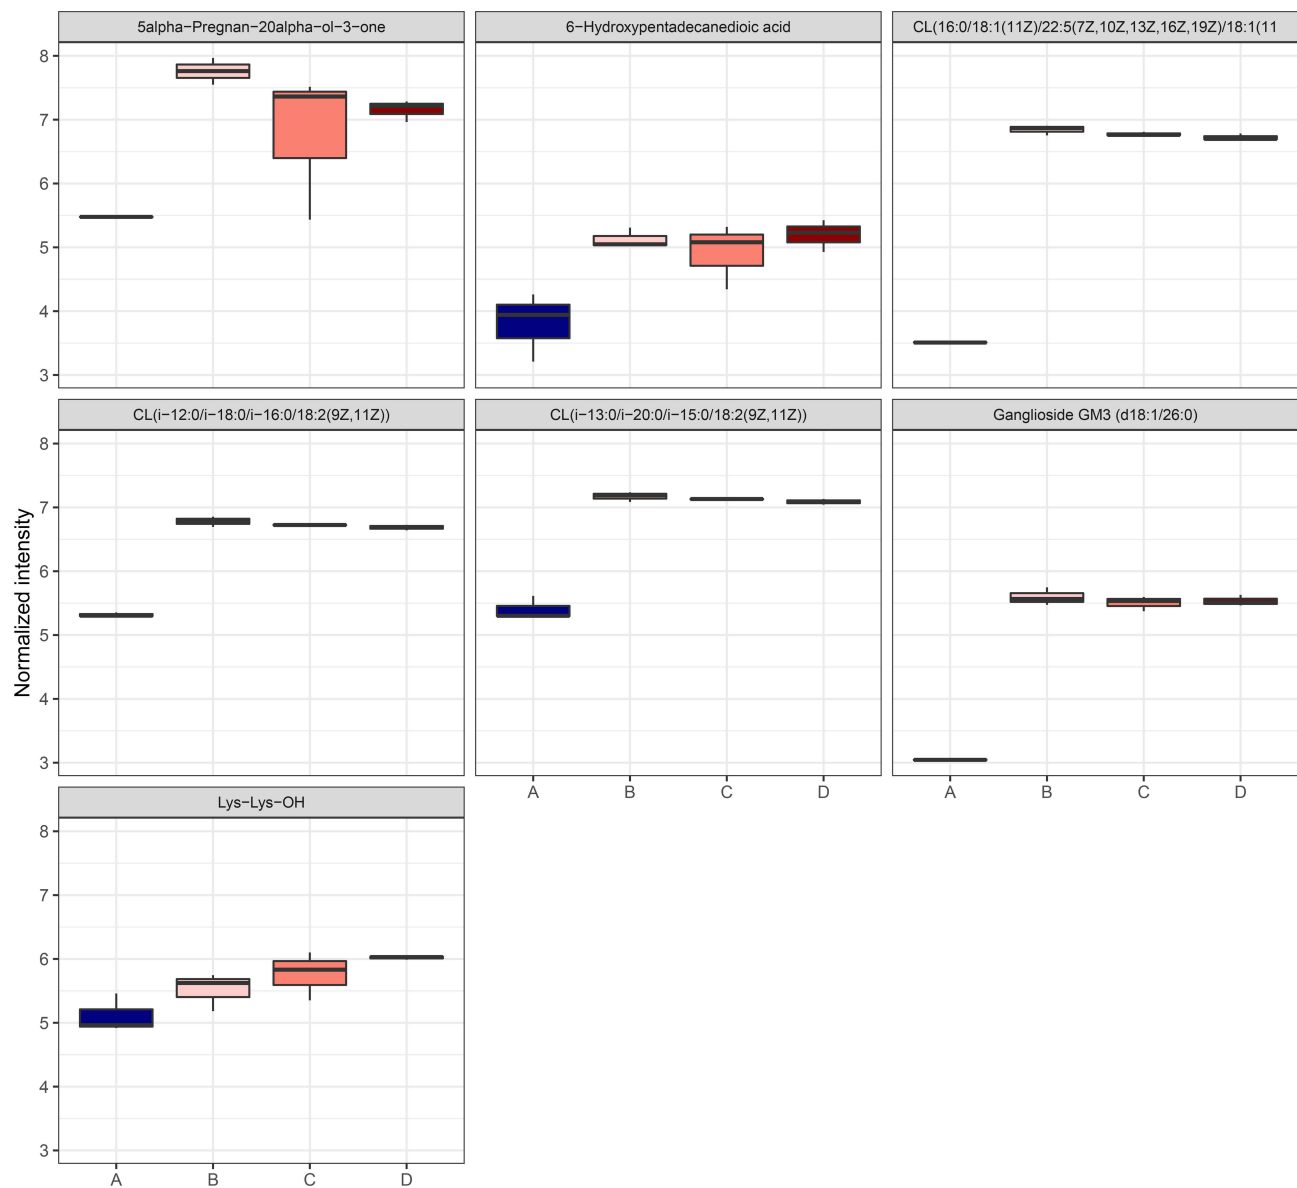 5alpha−Pregnan−20alpha−ol−3−one
6−Hydroxypentadecanedioic acid
CL(16:0/18:1(11Z)/22:5(7Z,10Z,13Z,16Z,19Z)/18:1(11
8
7
6
5
4
3
CL(i−12:0/i−18:0/i−16:0/18:2(9Z,11Z))
CL(i−13:0/i−20:0/i−15:0/18:2(9Z,11Z))
Ganglioside GM3 (d18:1/26:0)
Normalized intensity
8
7
6
5
4
3
A B C D
A B C D
Lys−Lys−OH
8
7
6
5
4
3
A B C D